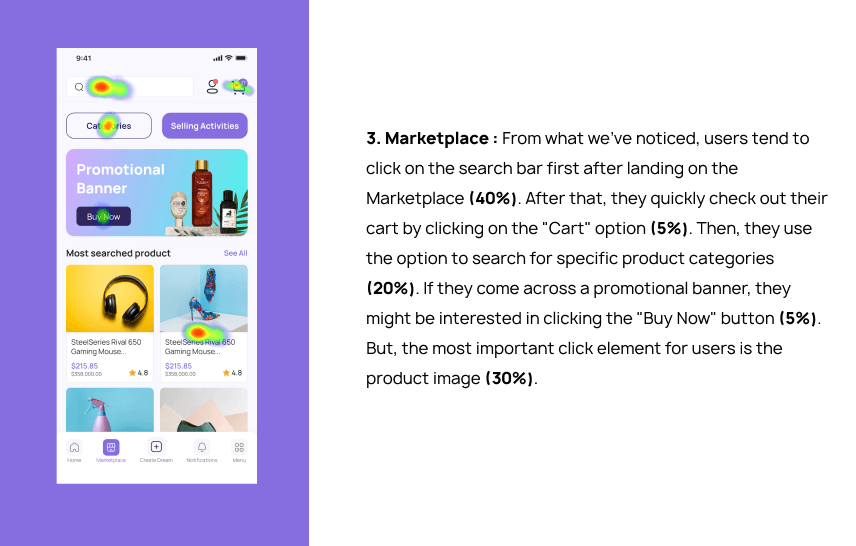 9:41
Categories
Selling Activities
Promotional
Banner
Buy Now
Most searched product
See All
SteelSeries Rival 650
Gaming Mouse...
$215.85
$358,000.00
4.8
SteelSeries Rival 650
Gaming Mouse...
$215.85
$358,000.00
4.8
Home
Marketplace
Create Dream
Notifications
Menu
3. Marketplace : From what we've noticed, users tend to
click on the search bar first after landing on the
Marketplace (40%). After that, they quickly check out their
cart by clicking on the "Cart" option (5%). Then, they use
the option to search for specific product categories
(20%). If they come across a promotional banner, they
might be interested in clicking the "Buy Now" button (5%).
But, the most important click element for users is the
product image (30%).